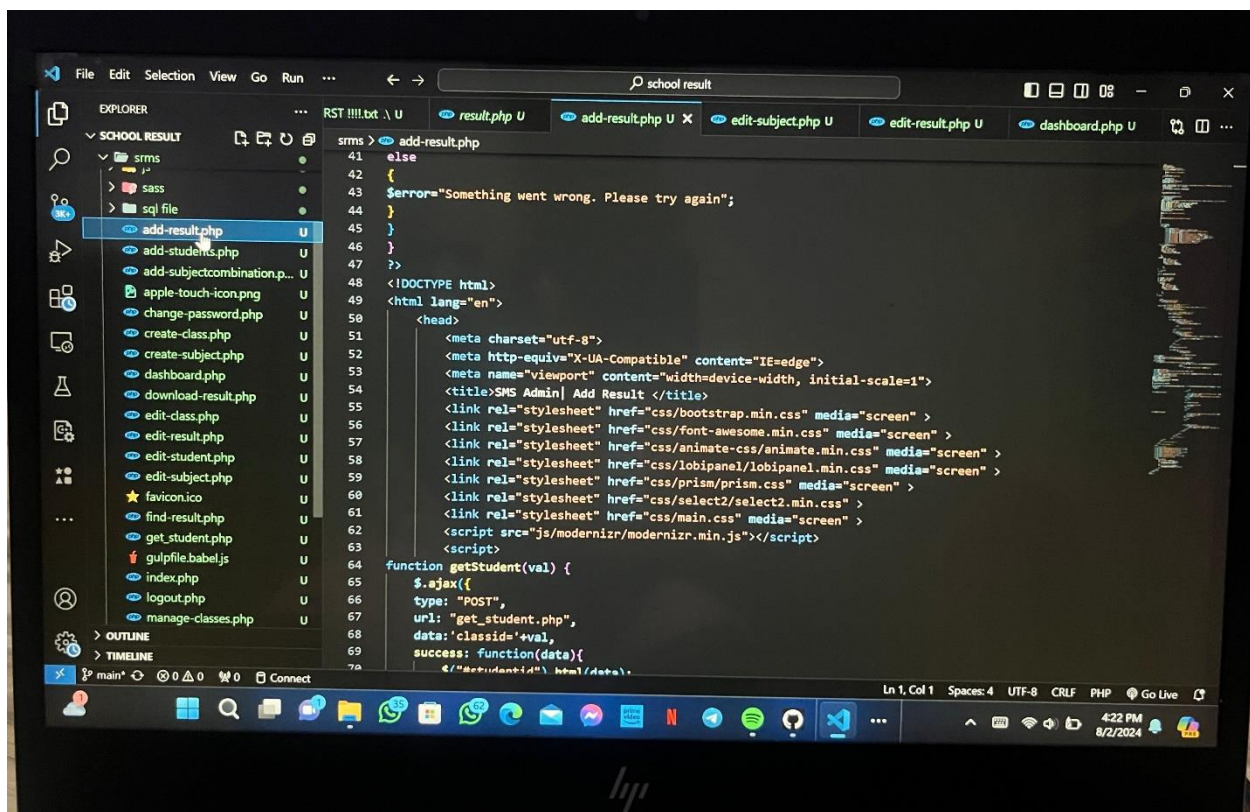 File Edit Selection View Go Run ··· ← → school result
EXPLORER ···
SCHOOL RESULT
srms
js
sass
sql file
add-result.php U
add-students.php U
add-subjectcombination.p... U
apple-touch-icon.png U
change-password.php U
create-class.php U
create-subject.php U
dashboard.php U
download-result.php U
edit-class.php U
edit-result.php U
edit-student.php U
edit-subject.php U
favicon.ico U
find-result.php U
get_student.php U
gulpfile.babel.js U
index.php U
logout.php U
manage-classes.php U
OUTLINE
TIMELINE
3K+
RST !!!!.txt .\ U result.php U add-result.php U edit-subject.php U edit-result.php U dashboard.php U ···
srms > add-result.php
41 else
42 {
43 $error="Something went wrong. Please try again";
44 }
45 }
46 }
47 ?>
48 <!DOCTYPE html>
49 <html lang="en">
50 <head>
51 <meta charset="utf-8">
52 <meta http-equiv="X-UA-Compatible" content="IE=edge">
53 <meta name="viewport" content="width=device-width, initial-scale=1">
54 <title>SMS Admin| Add Result </title>
55 <link rel="stylesheet" href="css/bootstrap.min.css" media="screen" >
56 <link rel="stylesheet" href="css/font-awesome.min.css" media="screen" >
57 <link rel="stylesheet" href="css/animate-css/animate.min.css" media="screen" >
58 <link rel="stylesheet" href="css/lobipanel/lobipanel.min.css" media="screen" >
59 <link rel="stylesheet" href="css/prism/prism.css" media="screen" >
60 <link rel="stylesheet" href="css/select2/select2.min.css" >
61 <link rel="stylesheet" href="css/main.css" media="screen" >
62 <script src="js/modernizr/modernizr.min.js"></script>
63 <script>
64 function getStudent(val) {
65 $.ajax({
66 type: "POST",
67 url: "get_student.php",
68 data:'classid='+val,
69 success: function(data){
70 $("#studentid").html(data);
main* 0 0 0 Connect Ln 1, Col 1 Spaces: 4 UTF-8 CRLF PHP Go Live
1 1 35 62 prime video N ··· 4:22 PM
8/2/2024
hp